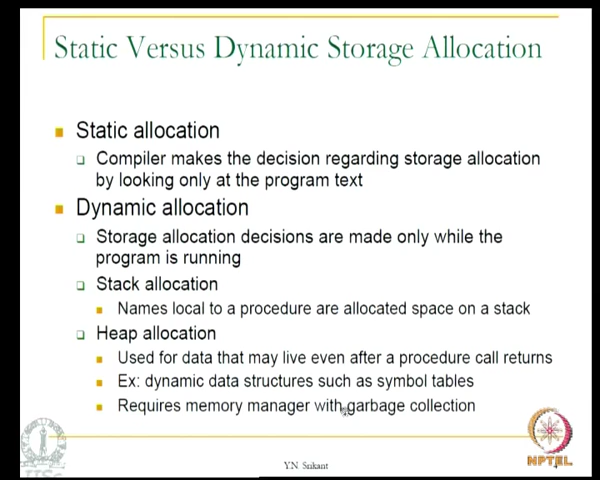 Static Versus Dynamic Storage Allocation
Static allocation
Compiler makes the decision regarding storage allocation
by looking only at the program text
Dynamic allocation
Storage allocation decisions are made only while the
program is running
Stack allocation
Names local to a procedure are allocated space on a stack
Heap allocation
Used for data that may live even after a procedure call returns
Ex: dynamic data structures such as symbol tables
Requires memory manager with garbage collection
Y.N. Srikant
NPTEL